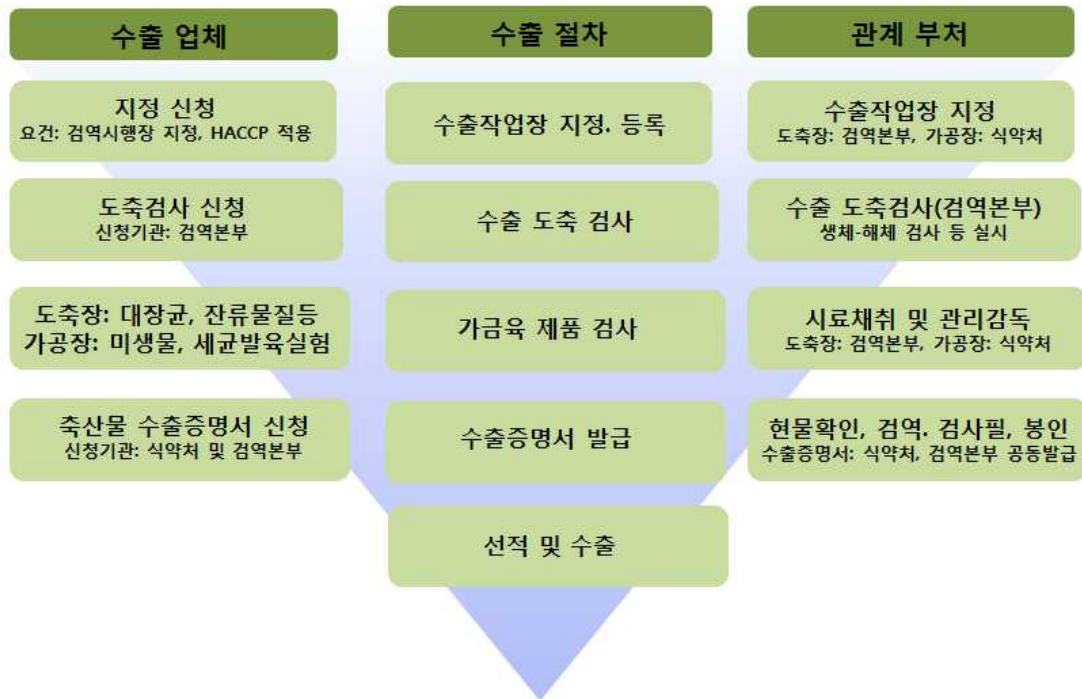 수출 업체
수출 절차
관계 부처
지정 신청
요건: 검역시행장 지정, HACCP 적용
수출작업장 지정. 등록
수출작업장 지정
도축장: 검역본부, 가공장: 식약처
도축검사 신청
신청기관: 검역본부
수출 도축 검사
수출 도축검사(검역본부)
생체-해체 검사 등 실시
도축장: 대장균, 잔류물질등
가공장: 미생물, 세균발육실험
가금육 제품 검사
시료채취 및 관리감독
도축장: 검역본부, 가공장: 식약처
축산물 수출증명서 신청
신청기관: 식약처 및 검역본부
수출증명서 발급
현물확인, 검역. 검사필, 봉인
수출증명서: 식약처, 검역본부 공동발급
선적 및 수출